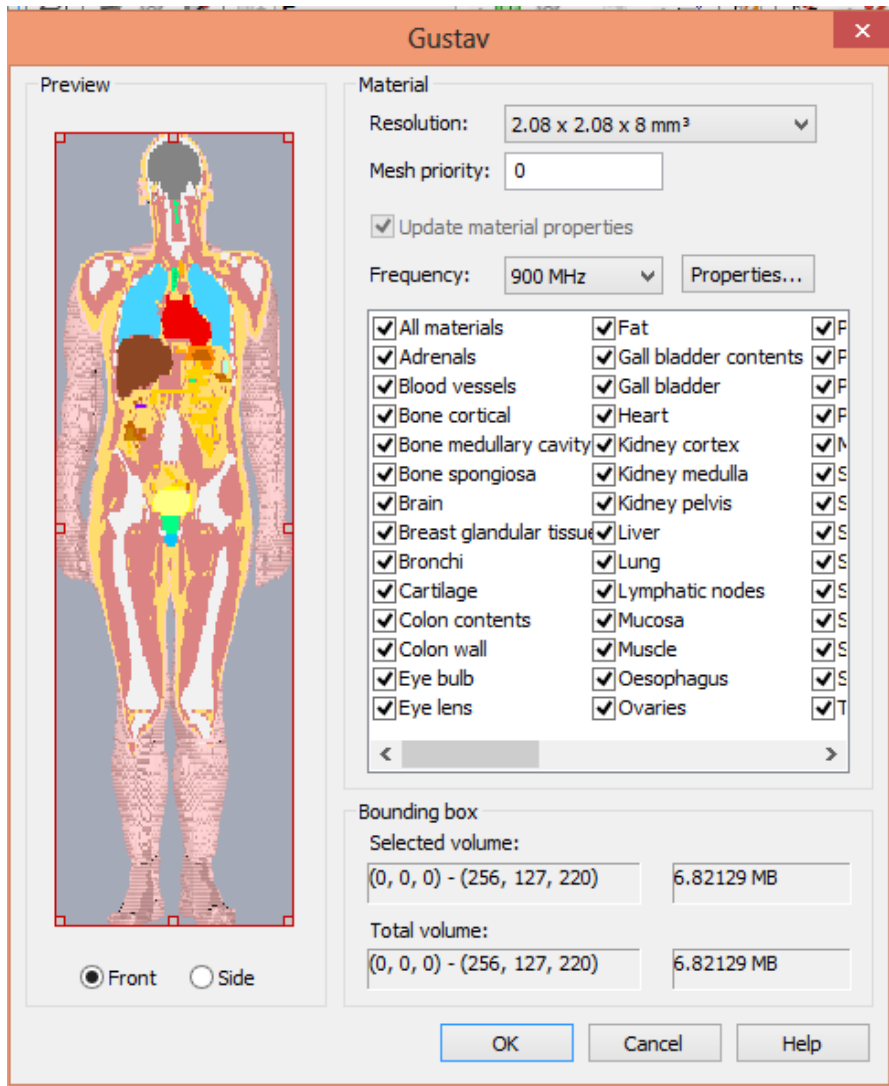 Gustav
Preview
Front
Side
Material
Resolution:
2.08 x 2.08 x 8 mm³
Mesh priority:
0
Update material properties
Frequency:
900 MHz
Properties...
All materials
Adrenals
Blood vessels
Bone cortical
Bone medullary cavity
Bone spongiosa
Brain
Breast glandular tissue
Bronchi
Cartilage
Colon contents
Colon wall
Eye bulb
Eye lens
Fat
Gall bladder contents
Gall bladder
Heart
Kidney cortex
Kidney medulla
Kidney pelvis
Liver
Lung
Lymphatic nodes
Mucosa
Muscle
Oesophagus
Ovaries
Bounding box
Selected volume:
(0, 0, 0) - (256, 127, 220)
6.82129 MB
Total volume:
(0, 0, 0) - (256, 127, 220)
6.82129 MB
OK
Cancel
Help